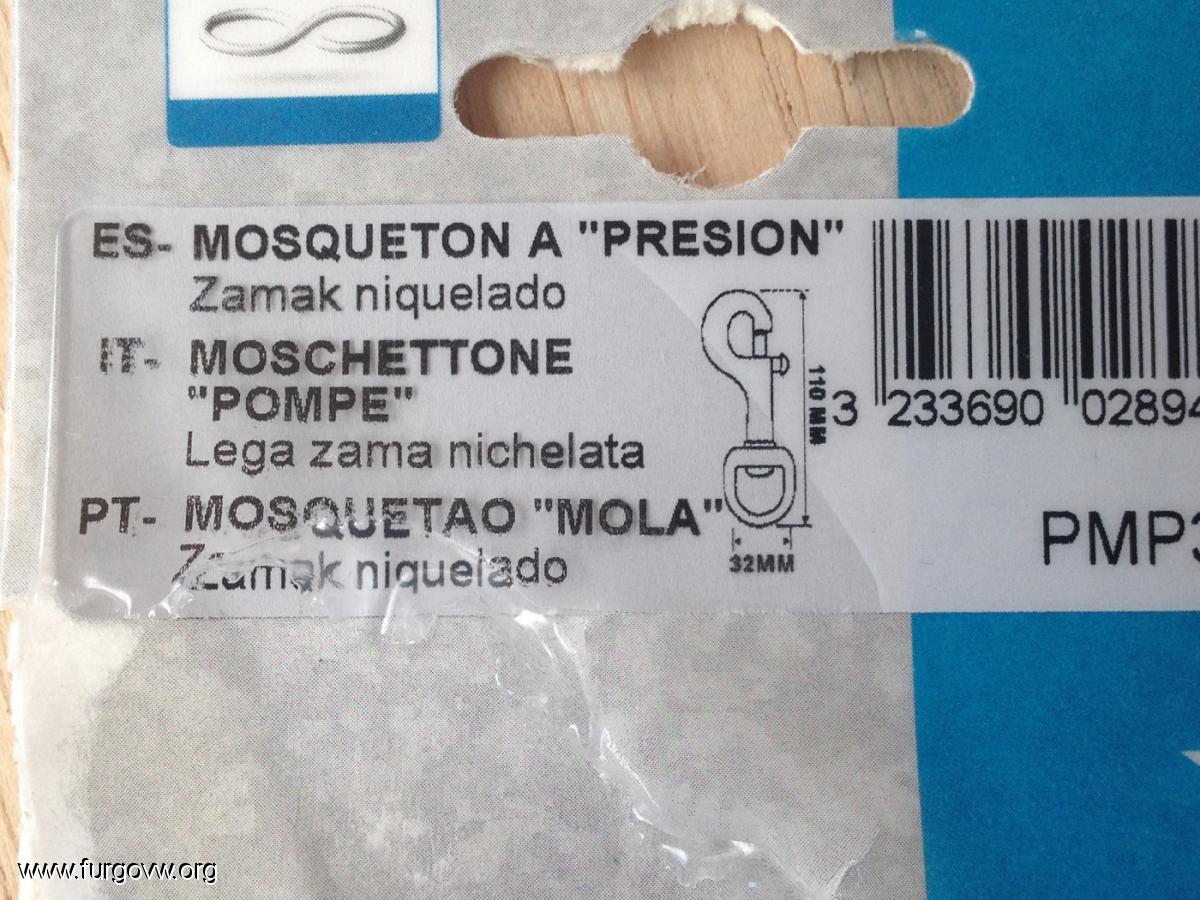 ES- MOSQUETON A "PRESION"
Zamak niquelado
IT- MOSCHETTONE
"POMPE"
Lega zama nichelata
PT- MOSQUETAO "MOLA"
Zamak niquelado
110 MM
32MM
3 233690 02894
PMP3
www.furgovw.org